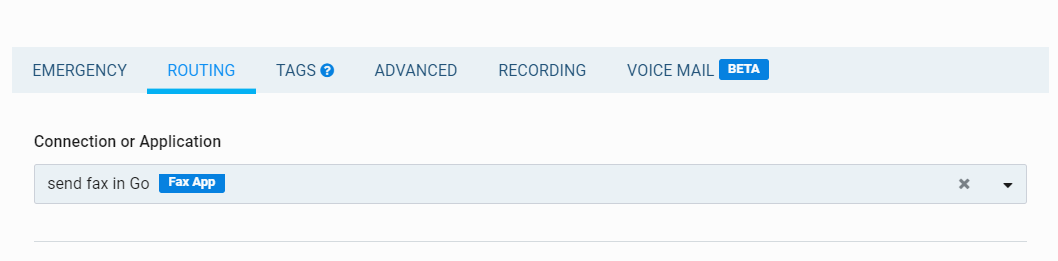 EMERGENCY ROUTING TAGS ? ADVANCED RECORDING VOICE MAIL BETA
Connection or Application
send fax in Go Fax App